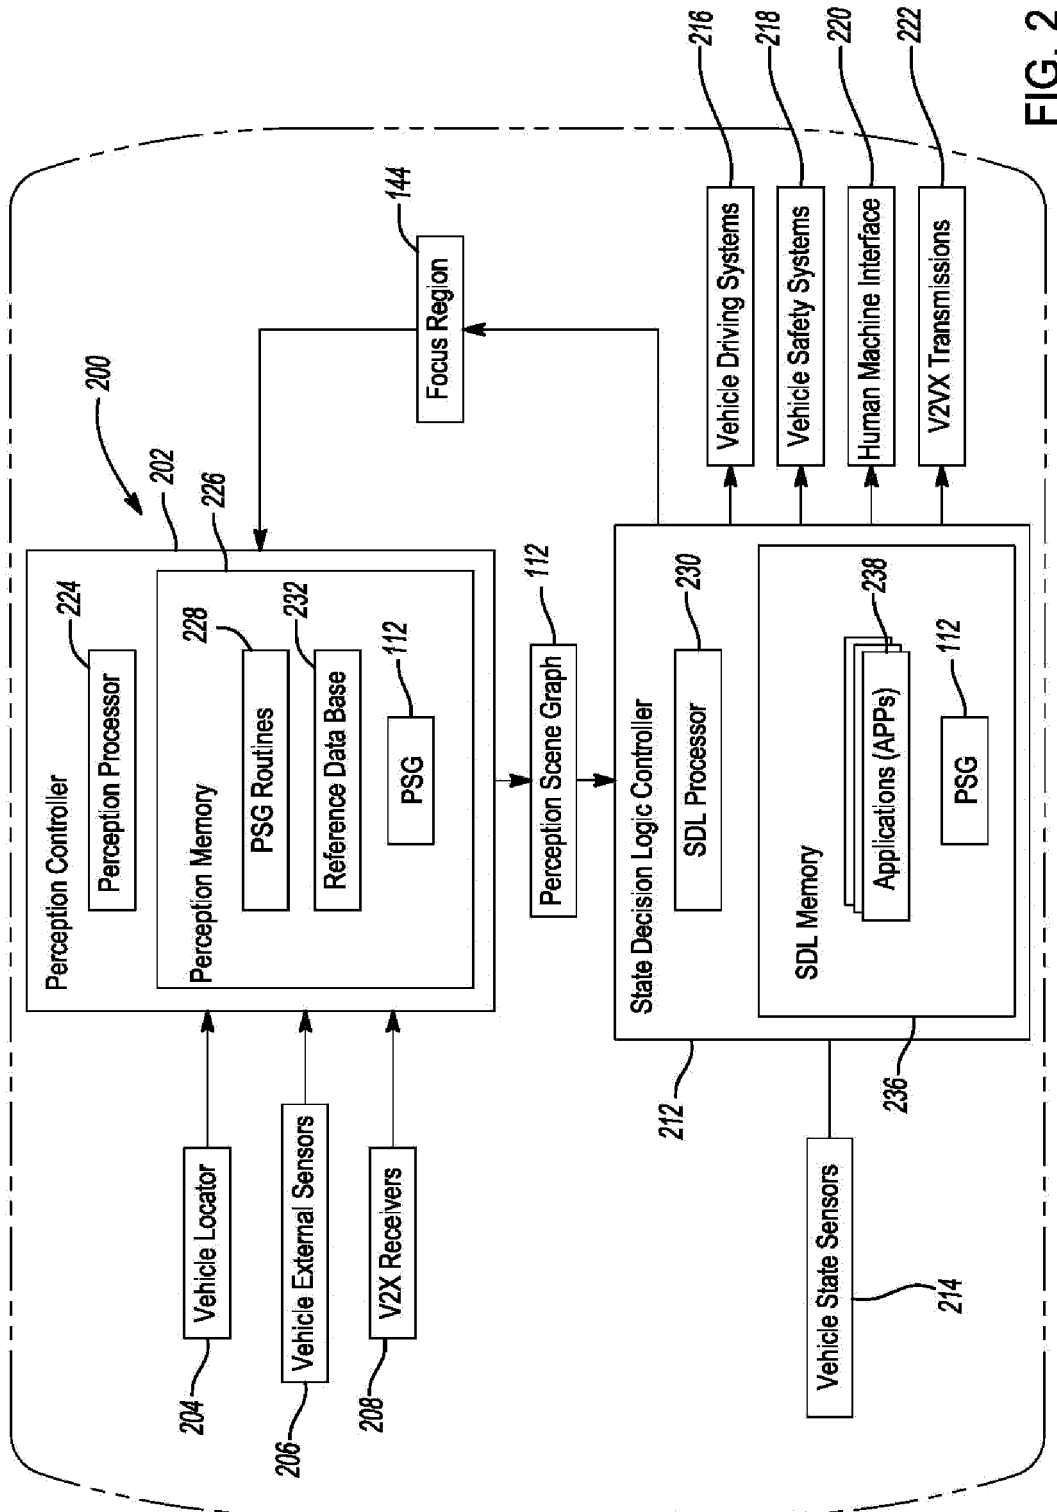 200
Perception Controller
202
Perception Processor
224
Perception Memory
226
PSG Routines
228
Reference Data Base
232
PSG
112
Vehicle Locator
204
Vehicle External Sensors
206
V2X Receivers
208
Focus Region
144
Perception Scene Graph
112
State Decision Logic Controller
212
SDL Processor
230
SDL Memory
236
Applications (APPs)
238
PSG
112
Vehicle State Sensors
214
Vehicle Driving Systems
216
Vehicle Safety Systems
218
Human Machine Interface
220
V2VX Transmissions
222
FIG. 2